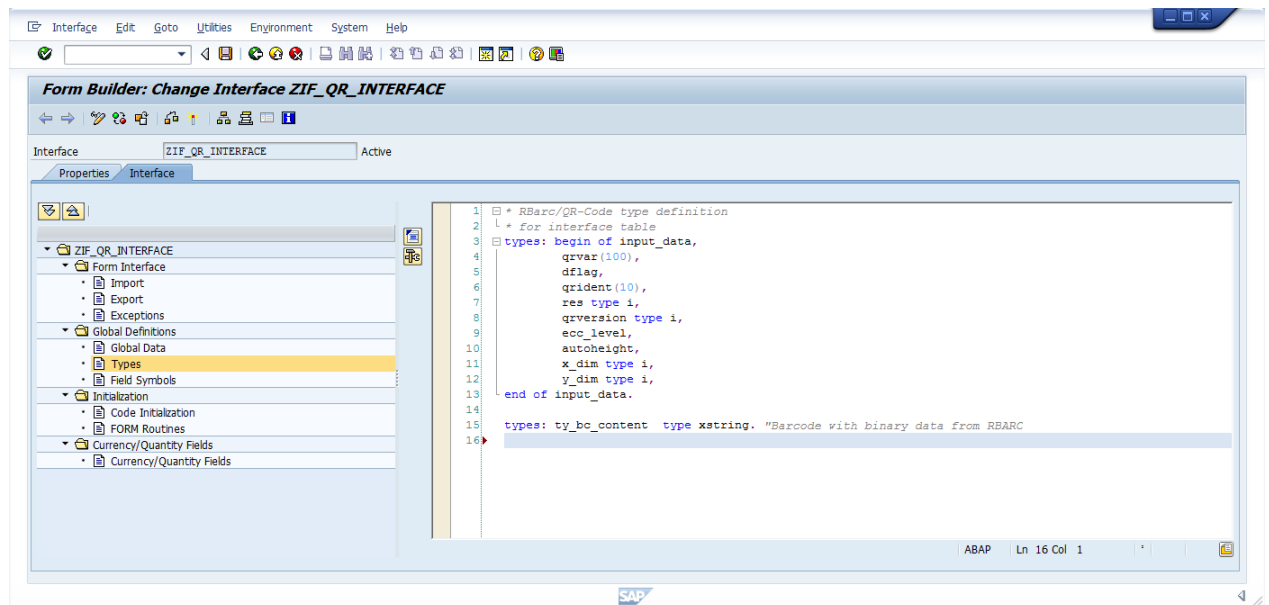 Interface Edit Goto Utilities Environment System Help
Form Builder: Change Interface ZIF_QR_INTERFACE
Interface ZIF_QR_INTERFACE Active
Properties Interface
ZIF_QR_INTERFACE
Form Interface
Import
Export
Exceptions
Global Definitions
Global Data
Types
Field Symbols
Initialization
Code Initialization
FORM Routines
Currency/Quantity Fields
Currency/Quantity Fields
1 * RBarc/QR-Code type definition
2 * for interface table
3 types: begin of input_data,
4 qrvar(100),
5 dflag,
6 qrident(10),
7 res type i,
8 qrversion type i,
9 ecc_level,
10 autoheight,
11 x_dim type i,
12 y_dim type i,
13 end of input_data.
14
15 types: ty_bc_content type xstring. "Barcode with binary data from RBARC
16
ABAP Ln 16 Col 1
SAP